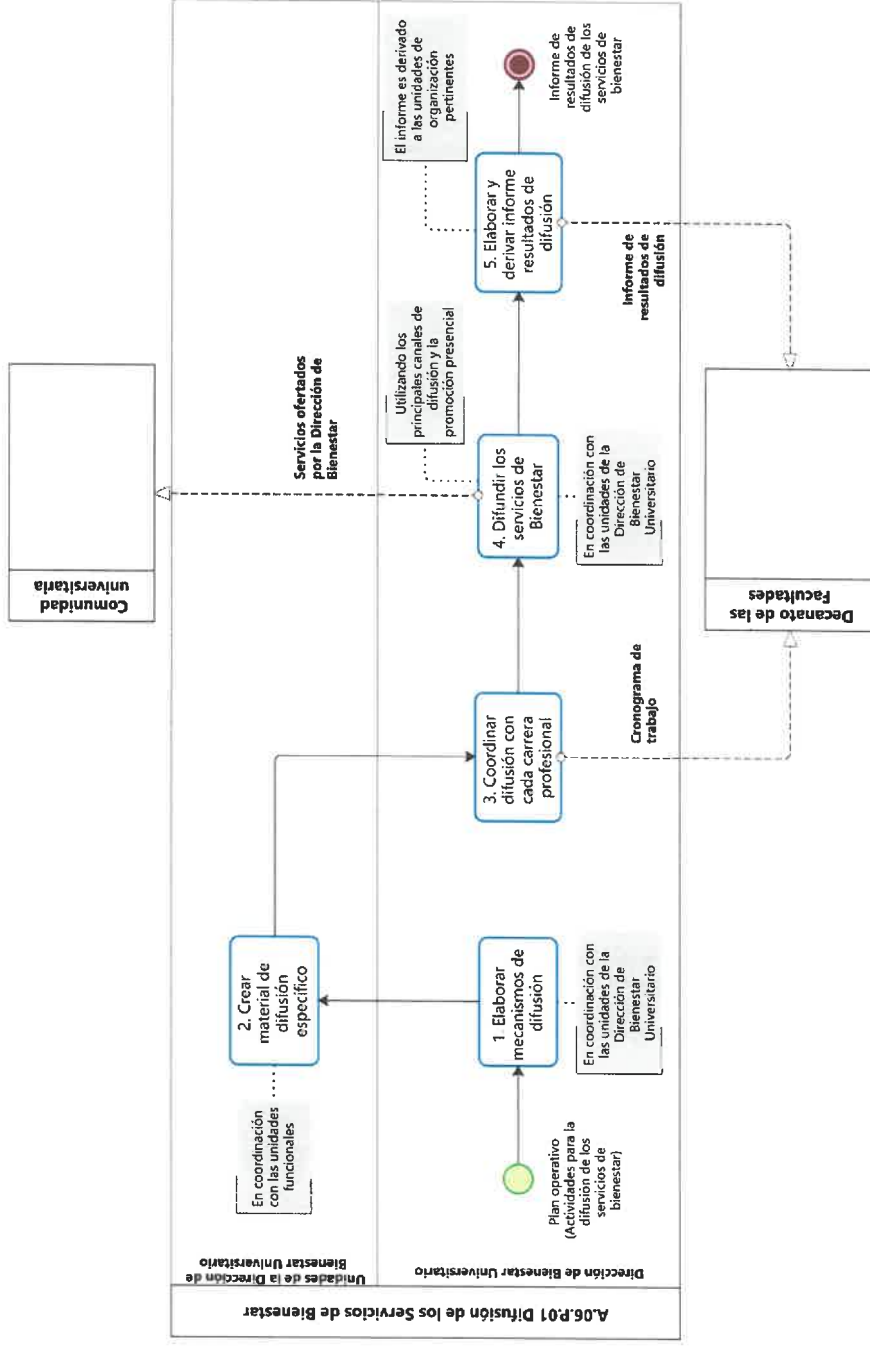 Comunidad
universitaria
Servicios ofertados
por la Dirección de
Bienestar
A.06.P.01 Difusión de los Servicios de Bienestar
Unidades de la Dirección de
Bienestar Universitario
En coordinación
con las unidades
funcionales
2. Crear
material de
difusión
específico
Dirección de Bienestar Universitario
Plan operativo
(Actividades para la
difusión de los
servicios de
bienestar)
1. Elaborar
mecanismos de
difusión
En coordinación con
las unidades de la
Dirección de
Bienestar
Universitario
3. Coordinar
difusión con
cada carrera
profesional
Cronograma de
trabajo
Utilizando los
principales canales de
difusión y la
promoción presencial
4. Difundir los
servicios de
Bienestar
En coordinación con
las unidades de la
Dirección de
Bienestar
Universitario
El informe es derivado
a las unidades de
organización
pertinentes
5. Elaborar y
derivar informe
resultados de
difusión
Informe de
resultados de
difusión
Informe de
resultados de
difusión de los
servicios de
bienestar
Decanato de las
Facultades